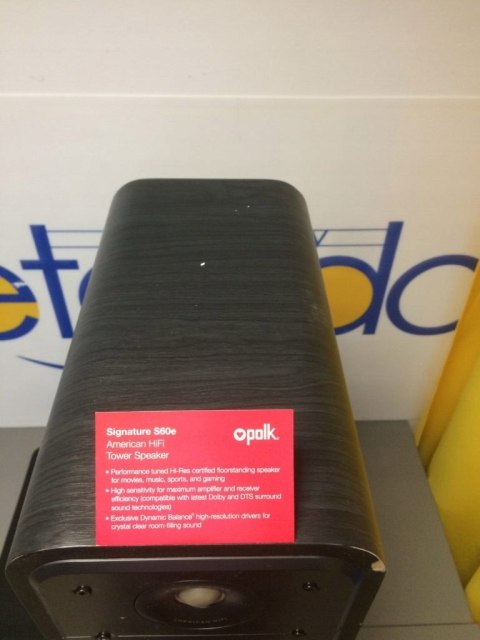 Signature S60e
American HiFi
Tower Speaker
polk
• Performance tuned Hi-Res certified floorstanding speaker
for movies, music, sports, and gaming
• High sensitivity for maximum amplifier and receiver
efficiency (compatible with latest Dolby and DTS surround
sound technologies)
• Exclusive Dynamic Balance® high-resolution drivers for
crystal clear room-filling sound
AMERICAN HIFI